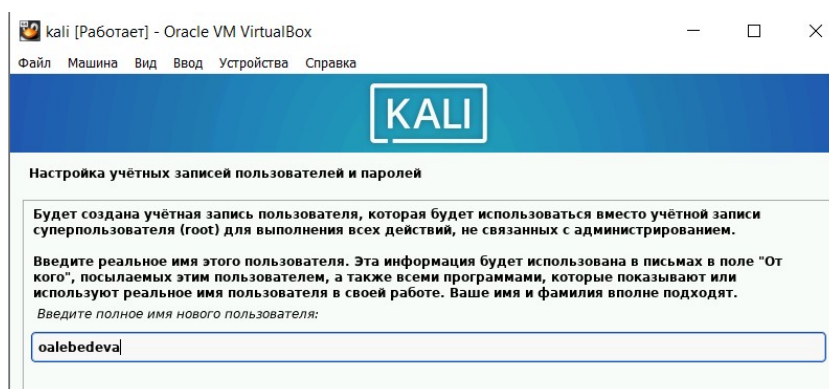 kali [Работает] - Oracle VM VirtualBox
Файл Машина Вид Ввод Устройства Справка
KALI
Настройка учётных записей пользователей и паролей
Будет создана учётная запись пользователя, которая будет использоваться вместо учётной записи
суперпользователя (root) для выполнения всех действий, не связанных с администрированием.
Введите реальное имя этого пользователя. Эта информация будет использована в письмах в поле "От
кого", посылаемых этим пользователем, а также всеми программами, которые показывают или
используют реальное имя пользователя в своей работе. Ваше имя и фамилия вполне подходят.
Введите полное имя нового пользователя:
oalebedeva